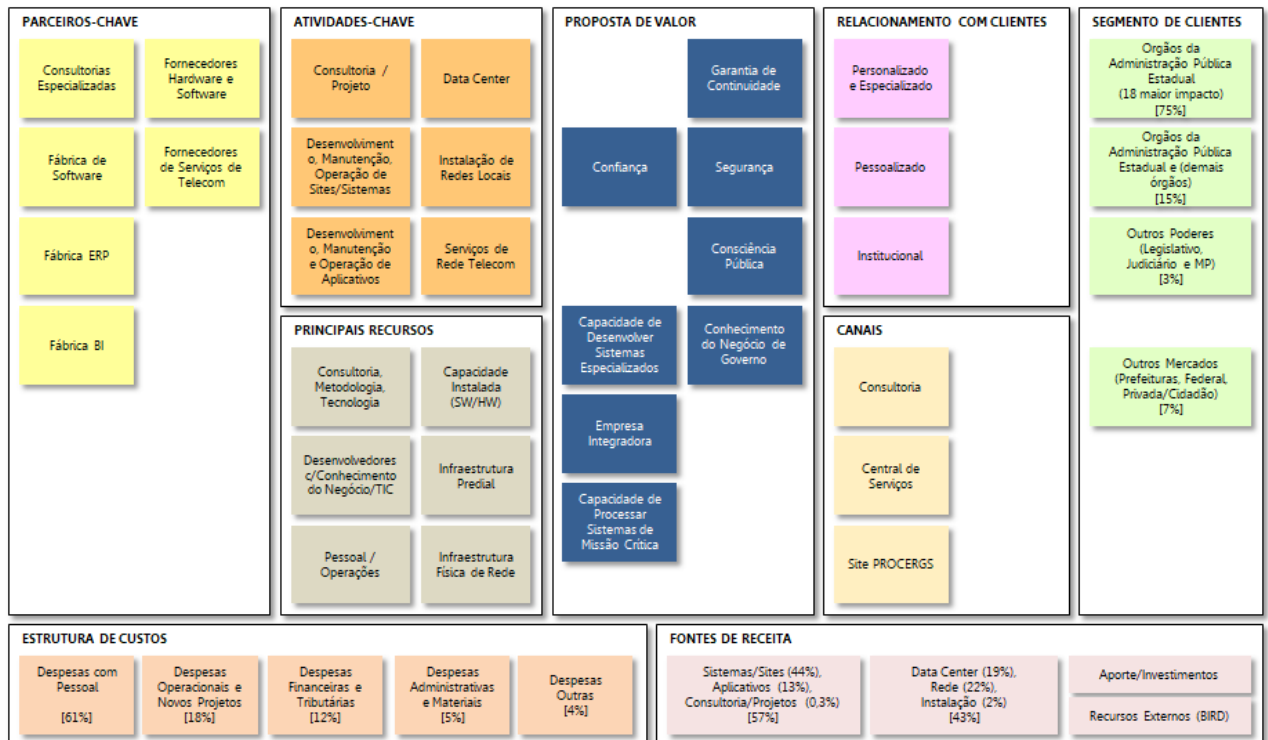 PARCEIROS-CHAVE
Consultorias
Especializadas
Fornecedores
Hardware e
Software
Fábrica de
Software
Fornecedores
de Serviços de
Telecom
Fábrica ERP
Fábrica BI
ATIVIDADES-CHAVE
Consultoria /
Projeto
Data Center
Desenvolviment
o, Manutenção,
Operação de
Sites/Sistemas
Instalação de
Redes Locais
Desenvolviment
o, Manutenção
e Operação de
Aplicativos
Serviços de
Rede Telecom
PRINCIPAIS RECURSOS
Consultoria,
Metodologia,
Tecnologia
Capacidade
Instalada
(SW/HW)
Desenvolvedores
c/Conhecimento
do Negócio/TIC
Infraestrutura
Predial
Pessoal /
Operações
Infraestrutura
Física de Rede
PROPOSTA DE VALOR
Garantia de
Continuidade
Confiança
Segurança
Consciência
Pública
Capacidade de
Desenvolver
Sistemas
Especializados
Conhecimento
do Negócio de
Governo
Empresa
Integradora
Capacidade de
Processar
Sistemas de
Missão Crítica
RELACIONAMENTO COM CLIENTES
Personalizado
e Especializado
Pessoalizado
Institucional
CANAIS
Consultoria
Central de
Serviços
Site PROCERGS
SEGMENTO DE CLIENTES
Orgãos da
Administração Pública
Estadual
(18 maior impacto)
[75%]
Orgãos da
Administração Pública
Estadual e (demais
órgãos)
[15%]
Outros Poderes
(Legislativo,
Judiciário e MP)
[3%]
Outros Mercados
(Prefeituras, Federal,
Privada/Cidadão)
[7%]
ESTRUTURA DE CUSTOS
Despesas com
Pessoal
[61%]
Despesas
Operacionais e
Novos Projetos
[18%]
Despesas
Financeiras e
Tributárias
[12%]
Despesas
Administrativas
e Materiais
[5%]
Despesas
Outras
[4%]
FONTES DE RECEITA
Sistemas/Sites (44%),
Aplicativos (13%),
Consultoria/Projetos (0,3%)
[57%]
Data Center (19%),
Rede (22%),
Instalação (2%)
[43%]
Aporte/Investimentos
Recursos Externos (BIRD)